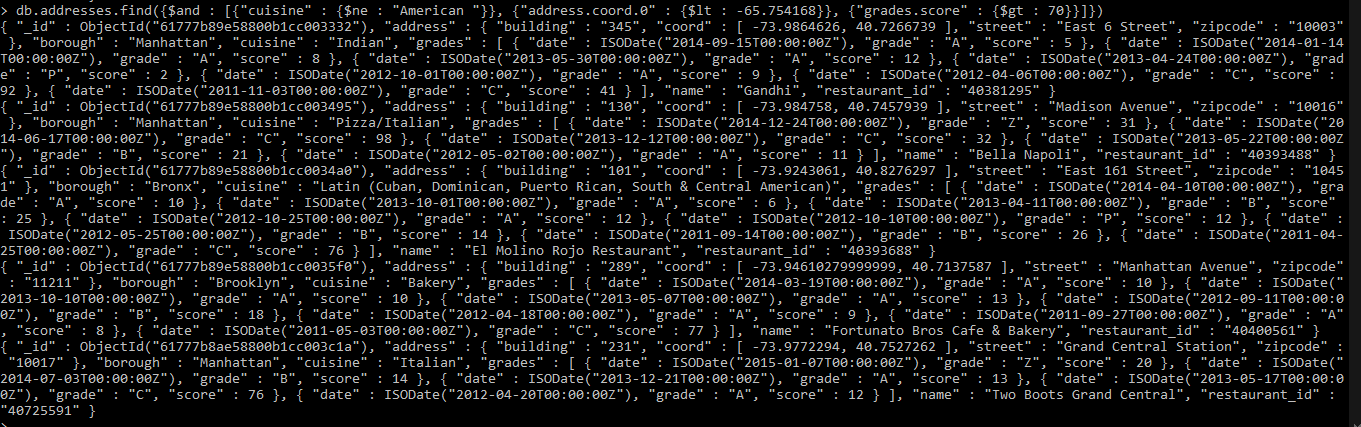 > db.addresses.find({$and : [{"cuisine" : {$ne : "American "}}, {"address.coord.0" : {$lt : -65.754168}}, {"grades.score" : {$gt : 70}}]})
{ "_id" : ObjectId("61777b89e58800b1cc003332"), "address" : { "building" : "345", "coord" : [ -73.9864626, 40.7266739 ], "street" : "East 6 Street", "zipcode" : "10003"
" }, "borough" : "Manhattan", "cuisine" : "Indian", "grades" : [ { "date" : ISODate("2014-09-15T00:00:00Z"), "grade" : "A", "score" : 5 }, { "date" : ISODate("2014-01-14
T00:00:00Z"), "grade" : "A", "score" : 8 }, { "date" : ISODate("2013-05-30T00:00:00Z"), "grade" : "A", "score" : 12 }, { "date" : ISODate("2013-04-24T00:00:00Z"), "grad
e" : "P", "score" : 2 }, { "date" : ISODate("2012-10-01T00:00:00Z"), "grade" : "A", "score" : 9 }, { "date" : ISODate("2012-04-06T00:00:00Z"), "grade" : "C", "score" :
92 }, { "date" : ISODate("2011-11-03T00:00:00Z"), "grade" : "C", "score" : 41 } ], "name" : "Gandhi", "restaurant_id" : "40381295" }
{ "_id" : ObjectId("61777b89e58800b1cc003495"), "address" : { "building" : "130", "coord" : [ -73.984758, 40.7457939 ], "street" : "Madison Avenue", "zipcode" : "10016"
 }, "borough" : "Manhattan", "cuisine" : "Pizza/Italian", "grades" : [ { "date" : ISODate("2014-12-24T00:00:00Z"), "grade" : "Z", "score" : 31 }, { "date" : ISODate("20
14-06-17T00:00:00Z"), "grade" : "C", "score" : 98 }, { "date" : ISODate("2013-12-12T00:00:00Z"), "grade" : "C", "score" : 32 }, { "date" : ISODate("2013-05-22T00:00:00Z
"), "grade" : "B", "score" : 21 }, { "date" : ISODate("2012-05-02T00:00:00Z"), "grade" : "A", "score" : 11 } ], "name" : "Bella Napoli", "restaurant_id" : "40393488" }
{ "_id" : ObjectId("61777b89e58800b1cc0034a0"), "address" : { "building" : "101", "coord" : [ -73.9243061, 40.8276297 ], "street" : "East 161 Street", "zipcode" : "1045
1" }, "borough" : "Bronx", "cuisine" : "Latin (Cuban, Dominican, Puerto Rican, South & Central American)", "grades" : [ { "date" : ISODate("2014-04-10T00:00:00Z"), "gra
de" : "A", "score" : 10 }, { "date" : ISODate("2013-10-01T00:00:00Z"), "grade" : "A", "score" : 6 }, { "date" : ISODate("2013-04-11T00:00:00Z"), "grade" : "B", "score"
: 25 }, { "date" : ISODate("2012-10-25T00:00:00Z"), "grade" : "A", "score" : 12 }, { "date" : ISODate("2012-10-10T00:00:00Z"), "grade" : "P", "score" : 12 }, { "date" :
 ISODate("2012-05-25T00:00:00Z"), "grade" : "B", "score" : 14 }, { "date" : ISODate("2011-09-14T00:00:00Z"), "grade" : "B", "score" : 26 }, { "date" : ISODate("2011-04-
25T00:00:00Z"), "grade" : "C", "score" : 76 } ], "name" : "El Molino Rojo Restaurant", "restaurant_id" : "40393688" }
{ "_id" : ObjectId("61777b89e58800b1cc0035f0"), "address" : { "building" : "289", "coord" : [ -73.94610279999999, 40.7137587 ], "street" : "Manhattan Avenue", "zipcode"
 : "11211" }, "borough" : "Brooklyn", "cuisine" : "Bakery", "grades" : [ { "date" : ISODate("2014-03-19T00:00:00Z"), "grade" : "A", "score" : 10 }, { "date" : ISODate("
2013-10-10T00:00:00Z"), "grade" : "A", "score" : 10 }, { "date" : ISODate("2013-05-07T00:00:00Z"), "grade" : "A", "score" : 13 }, { "date" : ISODate("2012-09-11T00:00:0
0Z"), "grade" : "B", "score" : 18 }, { "date" : ISODate("2012-04-18T00:00:00Z"), "grade" : "A", "score" : 9 }, { "date" : ISODate("2011-09-27T00:00:00Z"), "grade" : "A"
, "score" : 8 }, { "date" : ISODate("2011-05-03T00:00:00Z"), "grade" : "C", "score" : 77 } ], "name" : "Fortunato Bros Cafe & Bakery", "restaurant_id" : "40400561" }
{ "_id" : ObjectId("61777b8ae58800b1cc003c1a"), "address" : { "building" : "231", "coord" : [ -73.9772294, 40.7527262 ], "street" : "Grand Central Station", "zipcode" :
 "10017" }, "borough" : "Manhattan", "cuisine" : "Italian", "grades" : [ { "date" : ISODate("2015-01-07T00:00:00Z"), "grade" : "Z", "score" : 20 }, { "date" : ISODate("
2014-07-03T00:00:00Z"), "grade" : "B", "score" : 14 }, { "date" : ISODate("2013-12-21T00:00:00Z"), "grade" : "A", "score" : 13 }, { "date" : ISODate("2013-05-17T00:00:0
0Z"), "grade" : "C", "score" : 76 }, { "date" : ISODate("2012-04-20T00:00:00Z"), "grade" : "A", "score" : 12 } ], "name" : "Two Boots Grand Central", "restaurant_id" :
"40725591" }